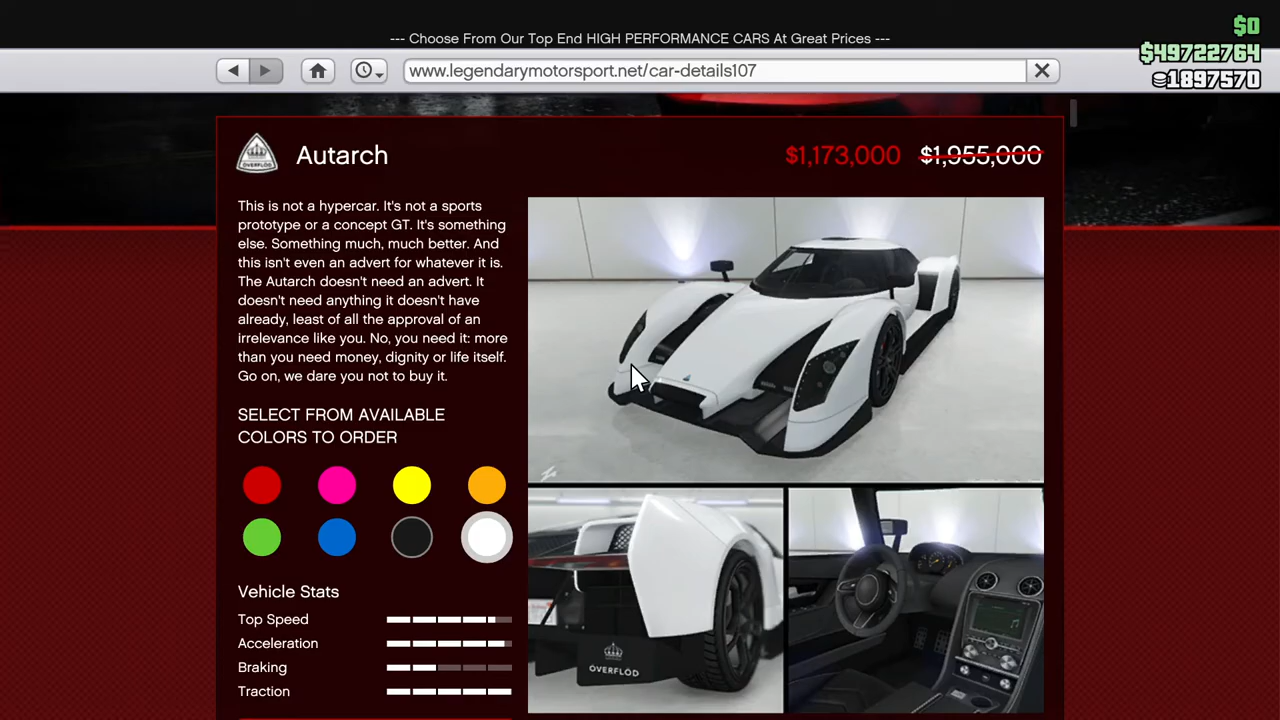 --- Choose From Our Top End HIGH PERFORMANCE CARS At Great Prices ---
$0
$49722764
1897570
www.legendarymotorsport.net/car-details107
OVERFLÖD
Autarch
$1,173,000 $1,955,000
This is not a hypercar. It's not a sports
prototype or a concept GT. It's something
else. Something much, much better. And
this isn't even an advert for whatever it is.
The Autarch doesn't need an advert. It
doesn't need anything it doesn't have
already, least of all the approval of an
irrelevance like you. No, you need it: more
than you need money, dignity or life itself.
Go on, we dare you not to buy it.
SELECT FROM AVAILABLE
COLORS TO ORDER
Vehicle Stats
Top Speed
Acceleration
Braking
Traction
OVERFLÖD